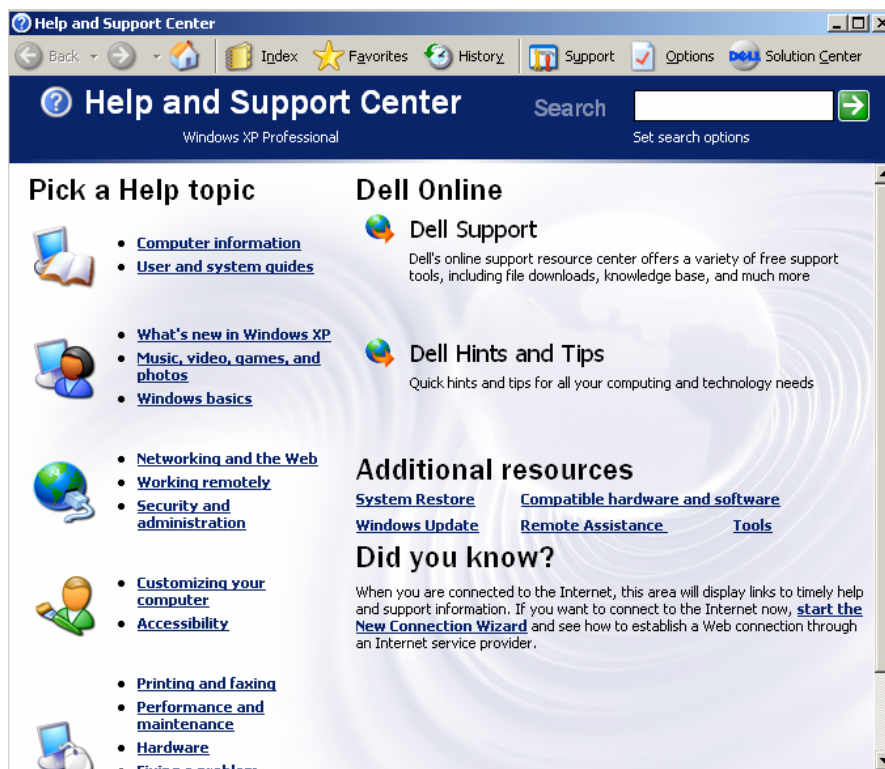 Help and Support Center
Back
Index
Favorites
History
Support
Options
DELL Solution Center
Help and Support Center
Windows XP Professional
Search
Set search options
Pick a Help topic
Computer information
User and system guides
What's new in Windows XP
Music, video, games, and
photos
Windows basics
Networking and the Web
Working remotely
Security and
administration
Customizing your
computer
Accessibility
Printing and faxing
Performance and
maintenance
Hardware
Fixing a problem
Dell Online
Dell Support
Dell's online support resource center offers a variety of free support
tools, including file downloads, knowledge base, and much more
Dell Hints and Tips
Quick hints and tips for all your computing and technology needs
Additional resources
System Restore Compatible hardware and software
Windows Update Remote Assistance Tools
Did you know?
When you are connected to the Internet, this area will display links to timely help
and support information. If you want to connect to the Internet now, start the
New Connection Wizard and see how to establish a Web connection through
an Internet service provider.